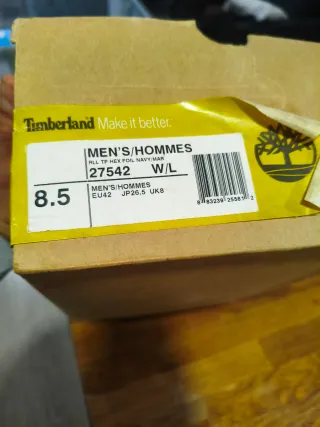 Timberland Make it better.
MEN'S/HOMMES
RLL TP HEX FOIL NAVY/MAR
27542 W/L
8.5
MEN'S/HOMMES
EU42 JP26.5 UK8